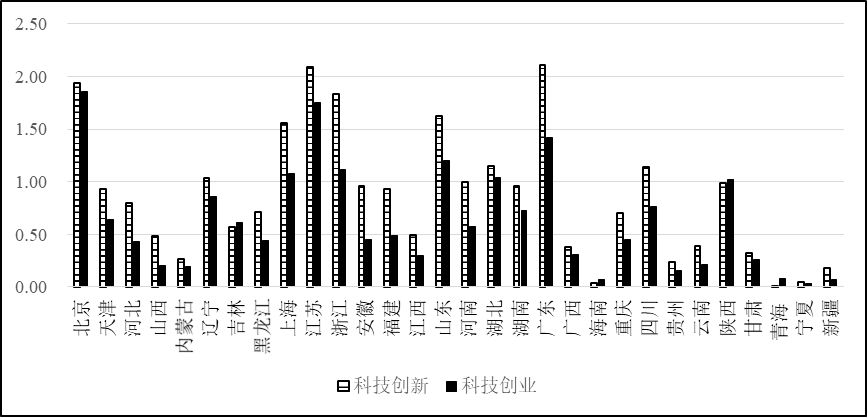 2.50
2.00
1.50
1.00
0.50
0.00
北京
天津
河北
山西
内蒙古
辽宁
吉林
黑龙江
上海
江苏
浙江
安徽
福建
江西
山东
河南
湖北
湖南
广东
广西
海南
重庆
四川
贵州
云南
陕西
甘肃
青海
宁夏
新疆
科技创新 科技创业